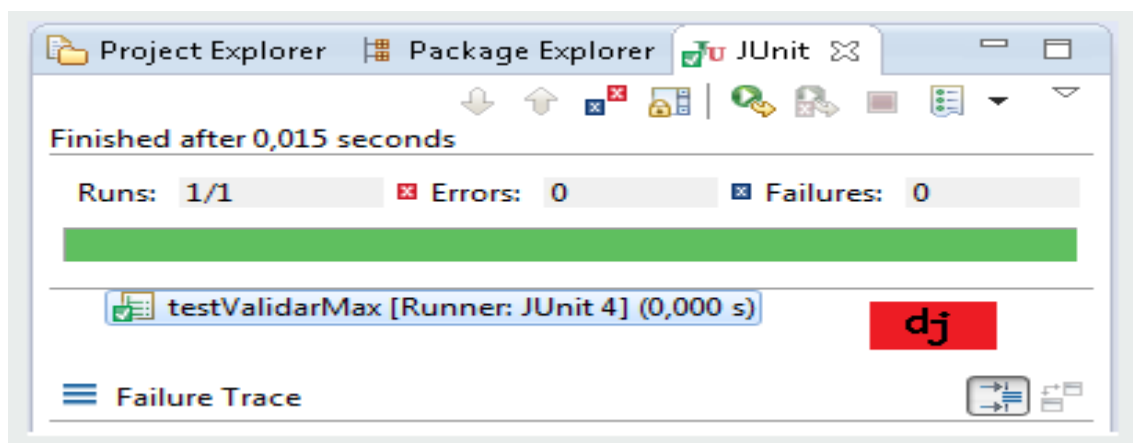 Project Explorer Package Explorer JUnit
Finished after 0,015 seconds
Runs: 1/1 Errors: 0 Failures: 0
testValidarMax [Runner: JUnit 4] (0,000 s)
dj
Failure Trace